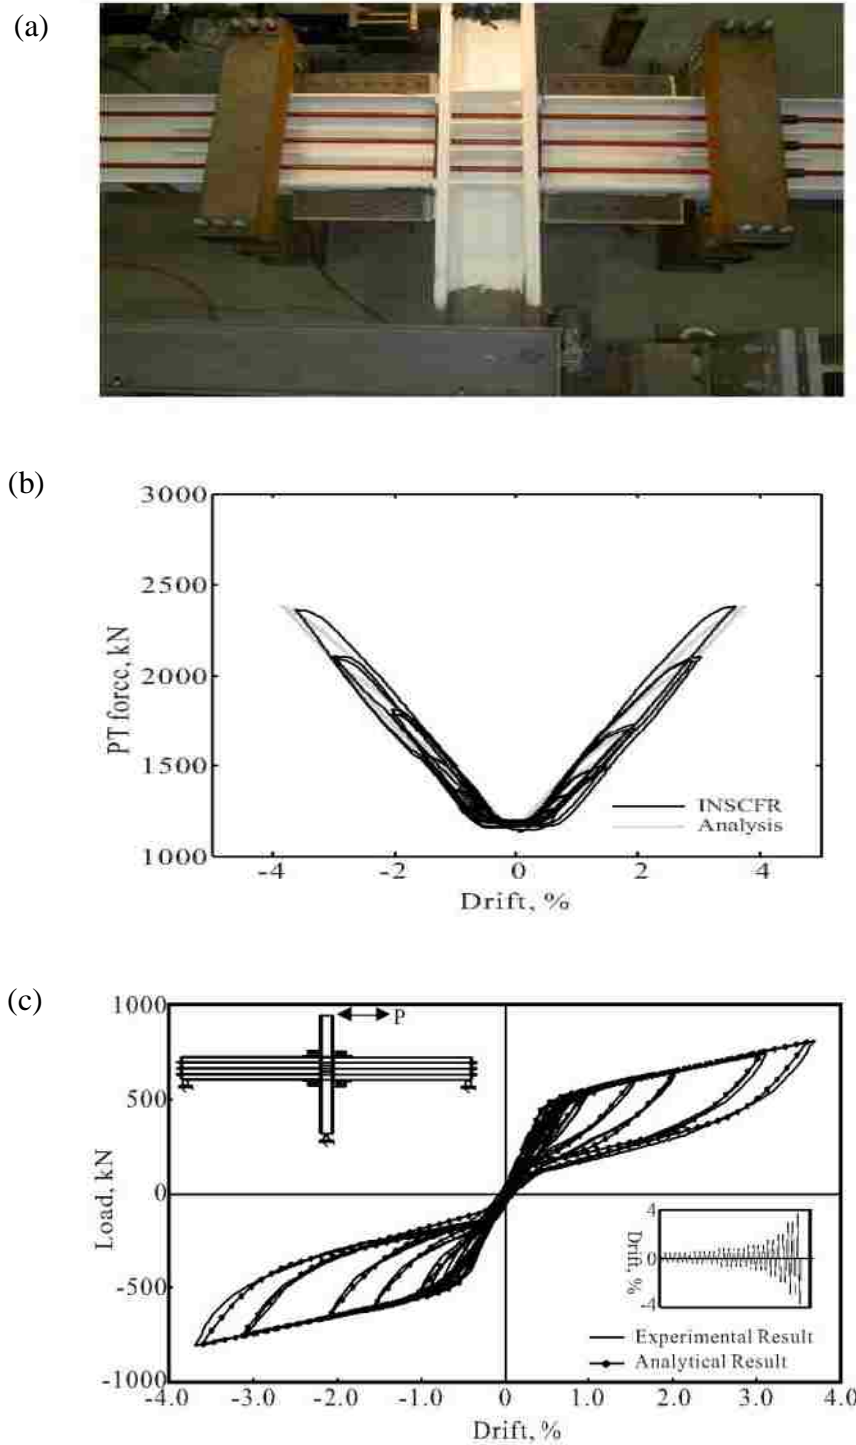 (a)
(b)
3000
2500
2000
1500
1000
PT force, kN
-4
-2
0
2
4
Drift, %
INSCFR
Analysis
(c)
1000
500
0
-500
-1000
Load, kN
P
4
0
-4
Drift, %
Experimental Result
Analytical Result
-4.0
-3.0
-2.0
-1.0
0
1.0
2.0
3.0
4.0
Drift, %